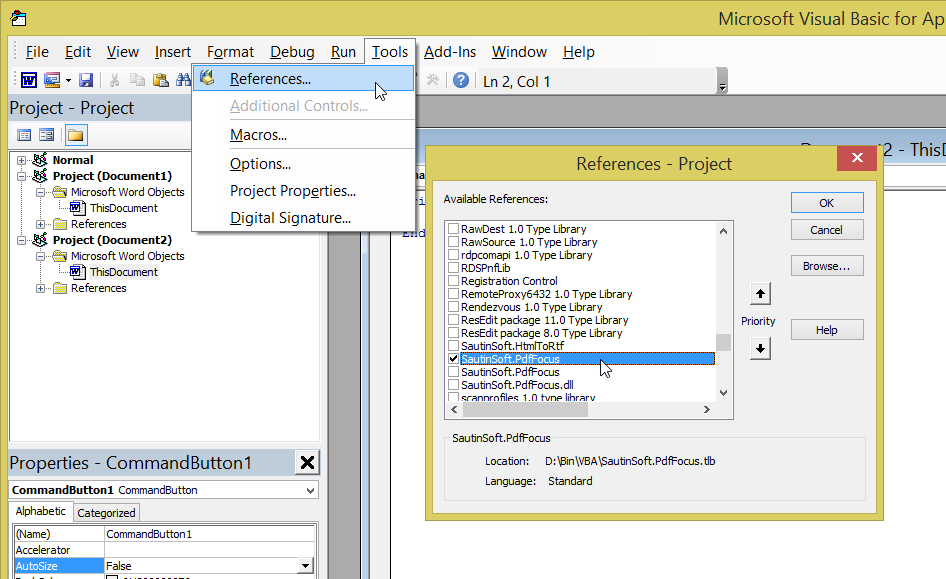 Microsoft Visual Basic for Ap
File Edit View Insert Format Debug Run Tools Add-Ins Window Help
Ln 2, Col 1
References...
Additional Controls...
Macros...
Options...
Project Properties...
Digital Signature...
Project - Project
Normal
Project (Document1)
Microsoft Word Objects
ThisDocument
References
Project (Document2)
Microsoft Word Objects
ThisDocument
References
Properties - CommandButton1
CommandButton1 CommandButton
Alphabetic Categorized
(Name) CommandButton1
Accelerator
AutoSize False
2 - ThisD
End
References - Project
Available References:
RawDest 1.0 Type Library
RawSource 1.0 Type Library
rdpcomapi 1.0 Type Library
RDSPnfLib
Registration Control
RemoteProxy6432 1.0 Type Library
Rendezvous 1.0 Type Library
ResEdit package 11.0 Type Library
ResEdit package 8.0 Type Library
SautinSoft.HtmlToRtf
SautinSoft.PdfFocus
SautinSoft.PdfFocus
SautinSoft.PdfFocus.dll
scanprofiles 1.0 type library
OK
Cancel
Browse...
Priority
Help
SautinSoft.PdfFocus
Location: D:\Bin\VBA\SautinSoft.PdfFocus.tlb
Language: Standard